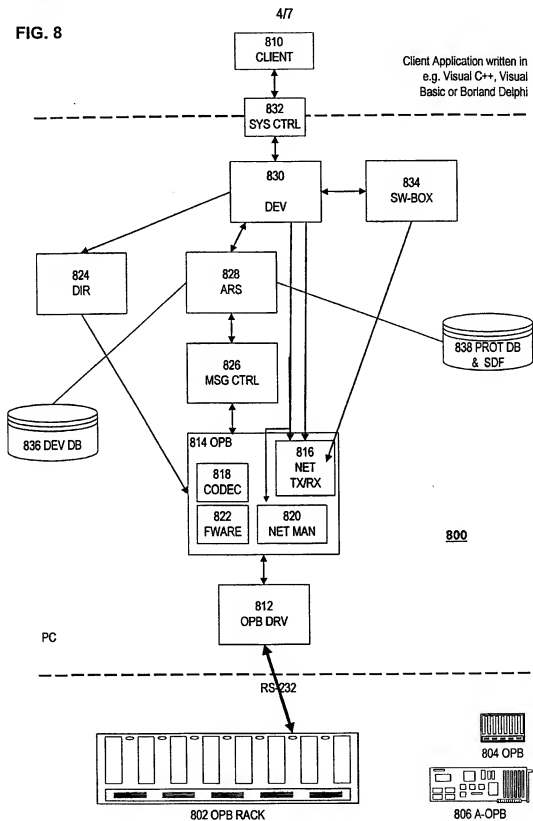 4/7
FIG. 8
810
CLIENT
Client Application written in
e.g. Visual C++, Visual
Basic or Borland Delphi
832
SYS CTRL
830
DEV
834
SW-BOX
824
DIR
828
ARS
838 PROT DB
& SDF
826
MSG CTRL
836 DEV DB
814 OPB
816
NET
TX/RX
818
CODEC
822
FWARE
820
NET MAN
800
812
OPB DRV
PC
RS-232
804 OPB
802 OPB RACK
806 A-OPB